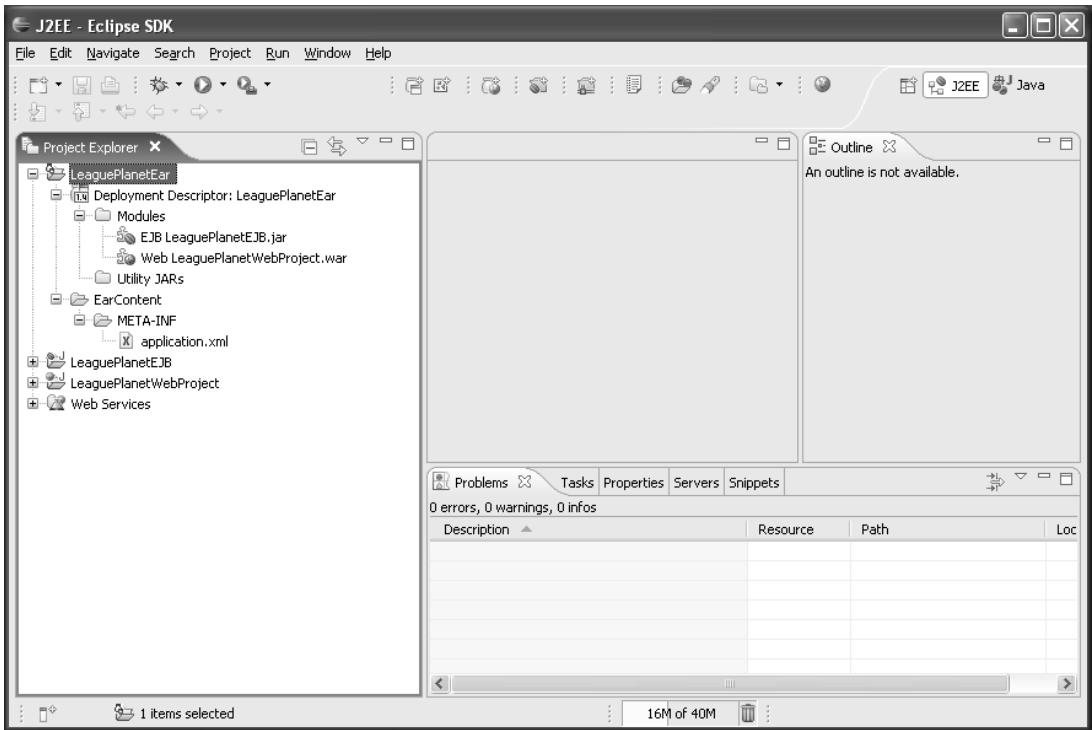 J2EE - Eclipse SDK
File Edit Navigate Search Project Run Window Help
J2EE Java
Project Explorer
LeaguePlanetEar
1.4 Deployment Descriptor: LeaguePlanetEar
Modules
EJB LeaguePlanetEJB.jar
Web LeaguePlanetWebProject.war
Utility JARs
EarContent
META-INF
X application.xml
LeaguePlanetEJB
LeaguePlanetWebProject
Web Services
Outline
An outline is not available.
Problems Tasks Properties Servers Snippets
0 errors, 0 warnings, 0 infos
Description Resource Path Loc
1 items selected
16M of 40M